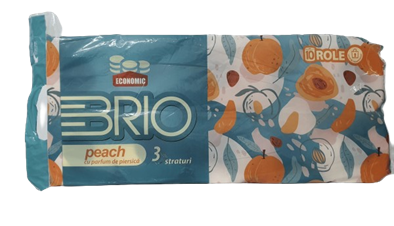 ECONOMIC
BRIO
peach
cu parfum de piersică
3
straturi
10 ROLE